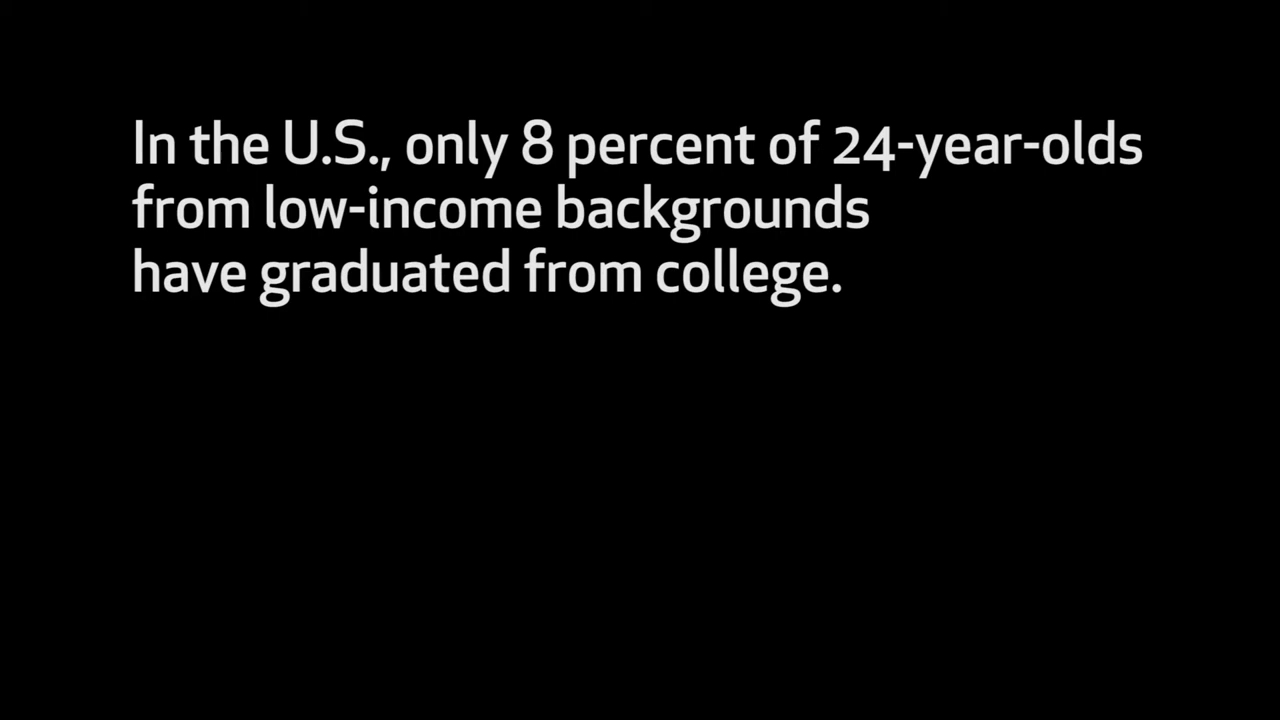 In the U.S., only 8 percent of 24-year-olds
from low-income backgrounds
have graduated from college.